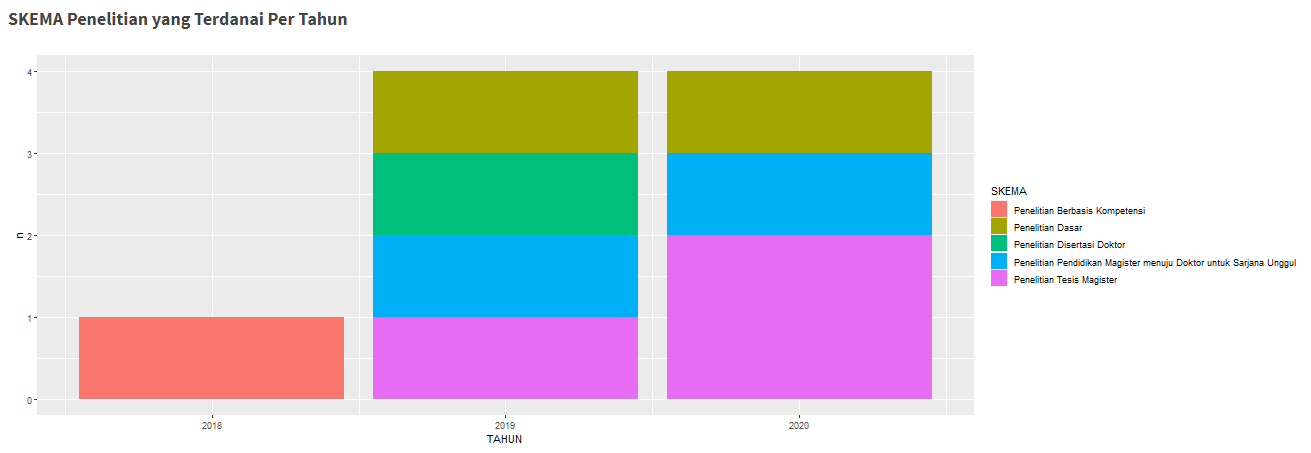 SKEMA Penelitian yang Terdanai Per Tahun
4
3
2
1
0
n
2018
2019
2020
TAHUN
SKEMA
Penelitian Berbasis Kompetensi
Penelitian Dasar
Penelitian Disertasi Doktor
Penelitian Pendidikan Magister menuju Doktor untuk Sarjana Unggul
Penelitian Tesis Magister